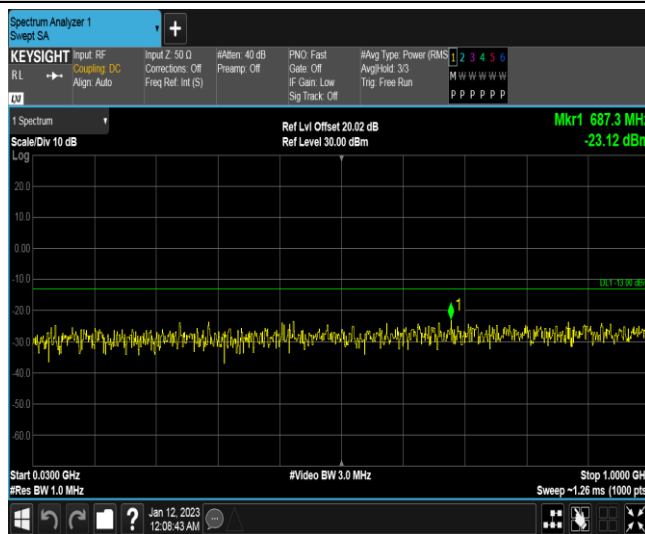 Spectrum Analyzer 1
Swept SA
KEYSIGHT Input: RF Input Z: 50 Ω #Atten: 40 dB PNO: Fast #Avg Type: Power (RMS 1 2 3 4 5 6
RL Coupling: DC Corrections: Off Preamp: Off Gate: Off Avg|Hold: 3/3 M W W W W W
Align: Auto Freq Ref: Int (S) IF Gain: Low Trig: Free Run
LXI Sig Track: Off P P P P P P
1 Spectrum Ref Lvl Offset 20.02 dB Mkr1 687.3 MHz
Scale/Div 10 dB Ref Level 30.00 dBm -23.12 dBm
Log
20.0
10.0
0.00
-10.0
DL1 -13.00 dBm
-20.0
1
-30.0
-40.0
-50.0
-60.0
Start 0.0300 GHz #Video BW 3.0 MHz Stop 1.0000 GHz
#Res BW 1.0 MHz Sweep ~1.26 ms (1000 pts
? Jan 12, 2023
12:08:43 AM